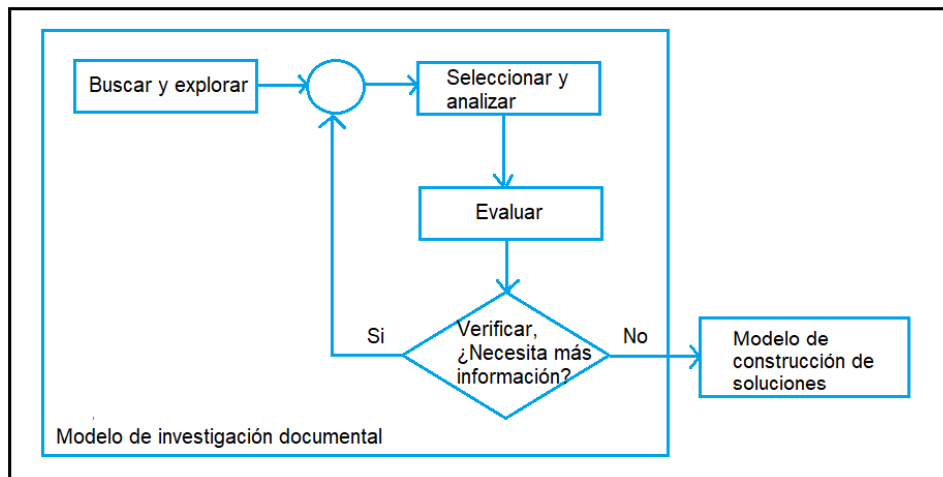 Buscar y explorar
Seleccionar y
analizar
Evaluar
Verificar,
¿Necesita más
información?
Si
No
Modelo de
construcción de
soluciones
Modelo de investigación documental